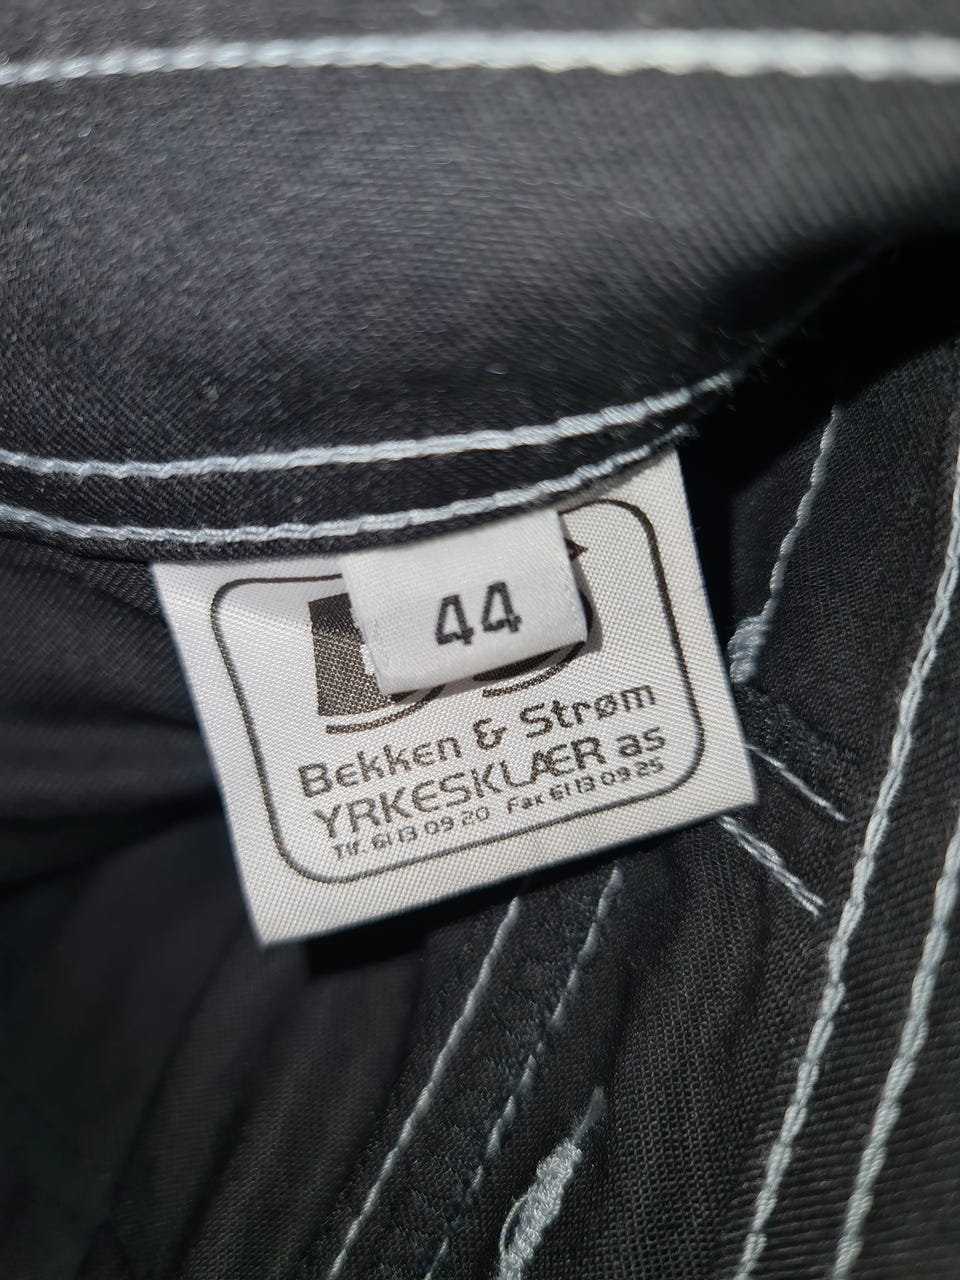 44
Bekken & Strøm
YRKESKLÆR as
Tlf. 61 13 09 20 Fax 61 13 09 25